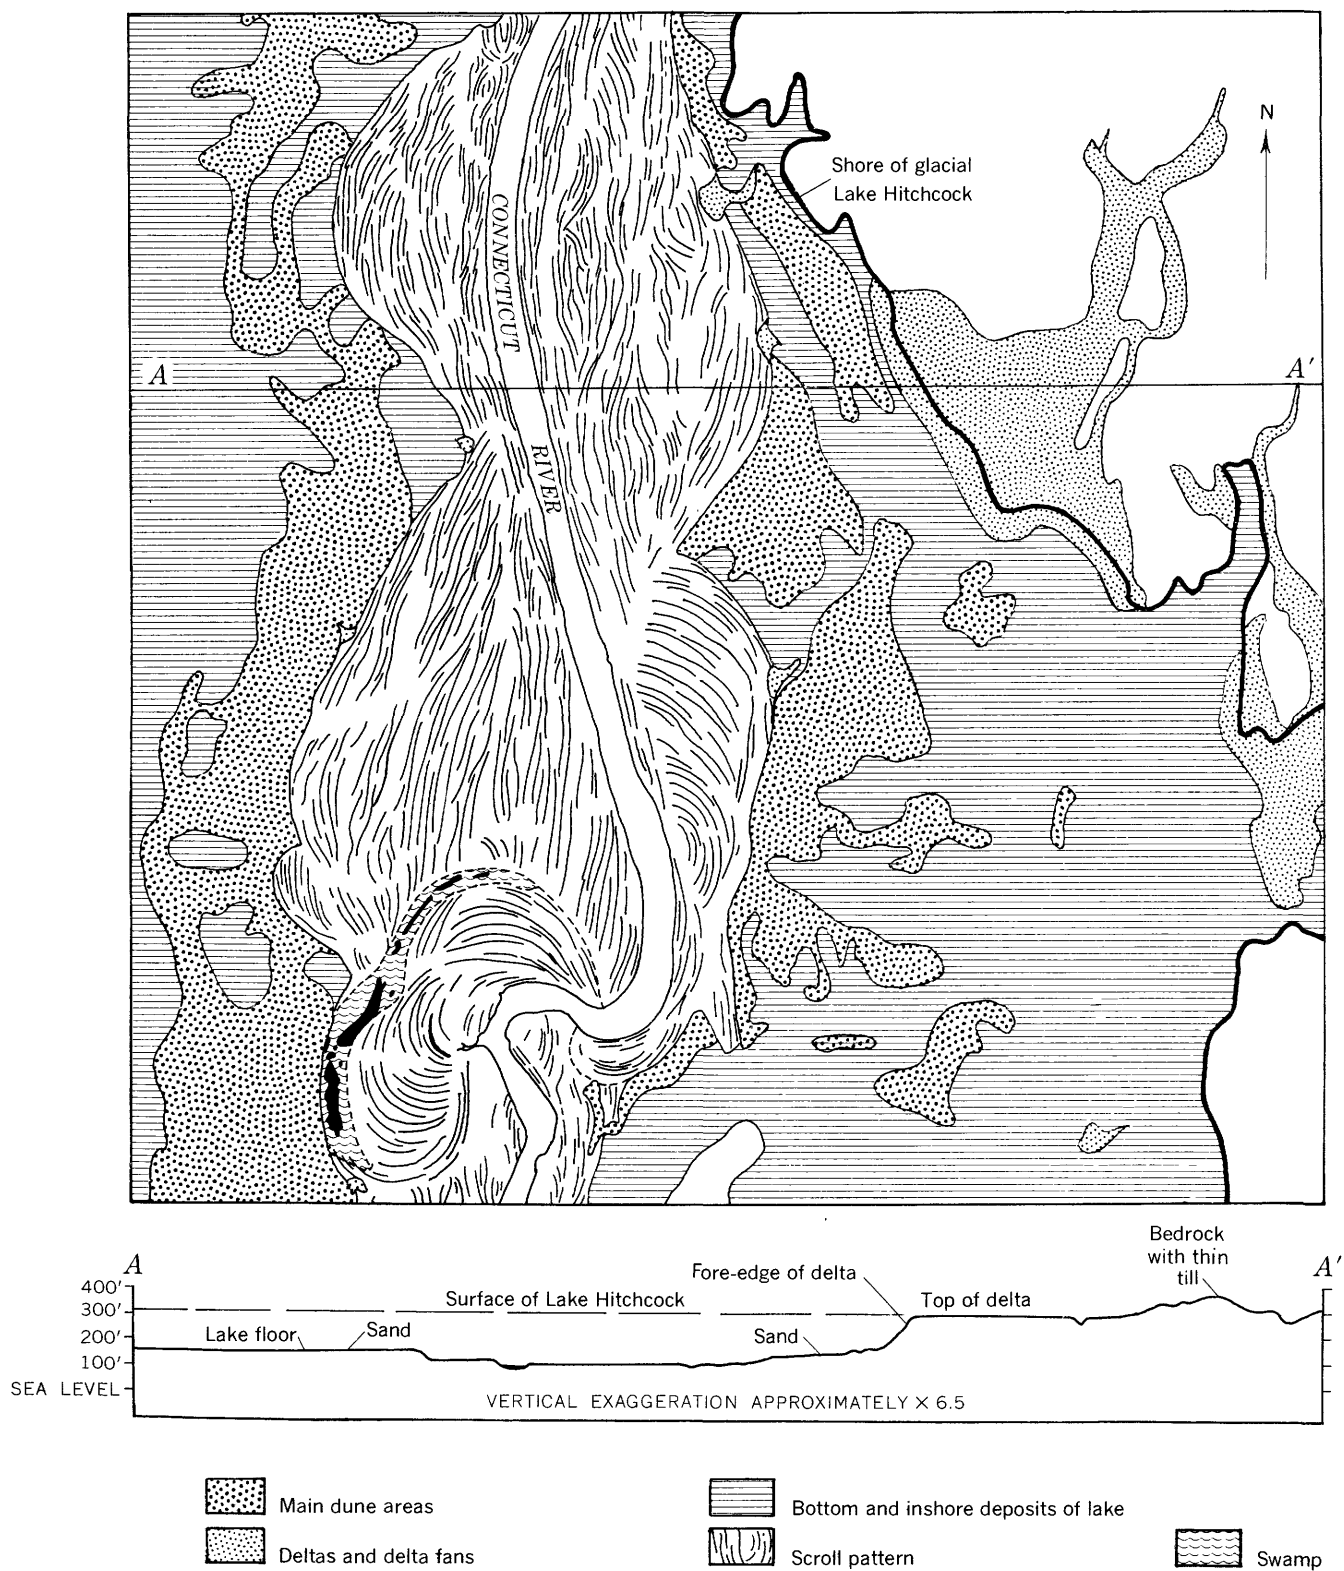 N
Shore of glacial
Lake Hitchcock
CONNECTICUT
RIVER
A
A'
A
A'
Bedrock
with thin
till
Fore-edge of delta
Surface of Lake Hitchcock
Top of delta
400'
300'
200'
100'
SEA LEVEL
Lake floor
Sand
Sand
VERTICAL EXAGGERATION APPROXIMATELY × 6.5
Main dune areas
Bottom and inshore deposits of lake
Deltas and delta fans
Scroll pattern
Swamp